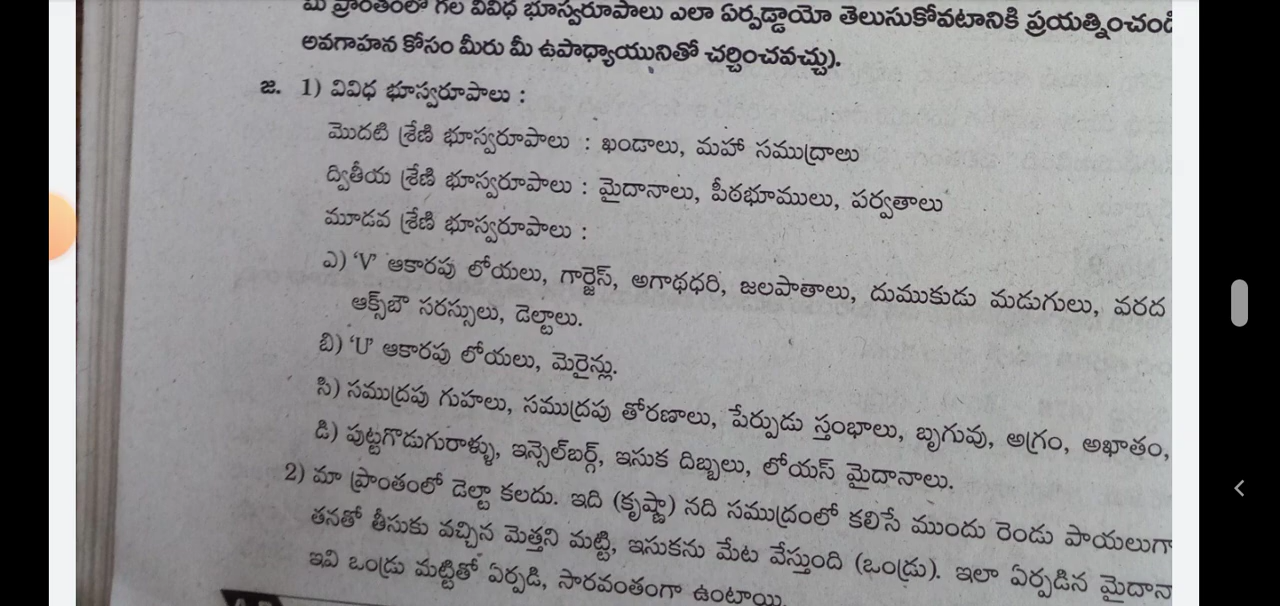 మీ ప్రాంతంలో గల వివిధ భూస్వరూపాలు ఎలా ఏర్పడ్డాయో తెలుసుకోవటానికి ప్రయత్నించండి
అవగాహన కోసం మీరు మీ ఉపాధ్యాయునితో చర్చించవచ్చు).
జ. 1) వివిధ భూస్వరూపాలు :
మొదటి శ్రేణి భూస్వరూపాలు : ఖండాలు, మహా సముద్రాలు
ద్వితీయ శ్రేణి భూస్వరూపాలు : మైదానాలు, పీఠభూములు, పర్వతాలు
మూడవ శ్రేణి భూస్వరూపాలు :
ఎ) ‘V’ ఆకారపు లోయలు, గార్జెస్, అగాథధరి, జలపాతాలు, దుముకుడు మడుగులు, వరద
ఆక్స్‌బౌ సరస్సులు, డెల్టాలు.
బి) ‘U’ ఆకారపు లోయలు, మెరైన్లు.
సి) సముద్రపు గుహలు, సముద్రపు తోరణాలు, పేర్పుడు స్తంభాలు, బృగువు, అగ్రం, అఖాతం,
డి) పుట్టగొడుగురాళ్ళు, ఇన్సెల్‌బర్గ్, ఇసుక దిబ్బలు, లోయస్ మైదానాలు.
2) మా ప్రాంతంలో డెల్టా కలదు. ఇది (కృష్ణా) నది సముద్రంలో కలిసే ముందు రెండు పాయలుగా
తనతో తీసుకు వచ్చిన మెత్తని మట్టి, ఇసుకను మేట వేస్తుంది (ఒండ్రు). ఇలా ఏర్పడిన మైదానా
ఇవి ఒండ్రు మట్టితో ఏర్పడి, సారవంతంగా ఉంటాయి.